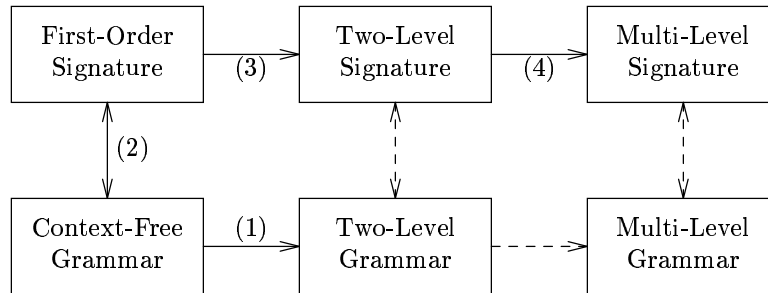 First-Order
Signature
(3)
Two-Level
Signature
(4)
Multi-Level
Signature
(2)
Context-Free
Grammar
(1)
Two-Level
Grammar
Multi-Level
Grammar